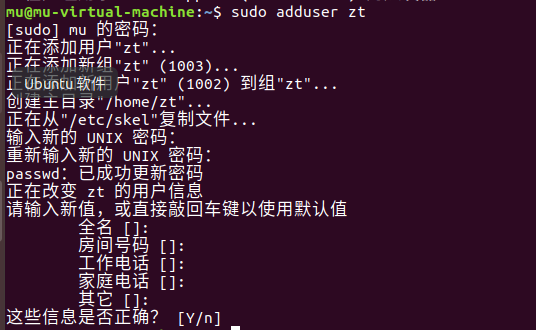 mu@mu-virtual-machine:~$ sudo adduser zt
[sudo] mu 的密码：
正在添加用户"zt"...
正在添加新组"zt" (1003)...
正在添加新用户"zt" (1002) 到组"zt"...
Ubuntu软件
创建主目录"/home/zt"...
正在从"/etc/skel"复制文件...
输入新的 UNIX 密码：
重新输入新的 UNIX 密码：
passwd：已成功更新密码
正在改变 zt 的用户信息
请输入新值，或直接敲回车键以使用默认值
全名 []:
房间号码 []:
工作电话 []:
家庭电话 []:
其它 []:
这些信息是否正确？ [Y/n]